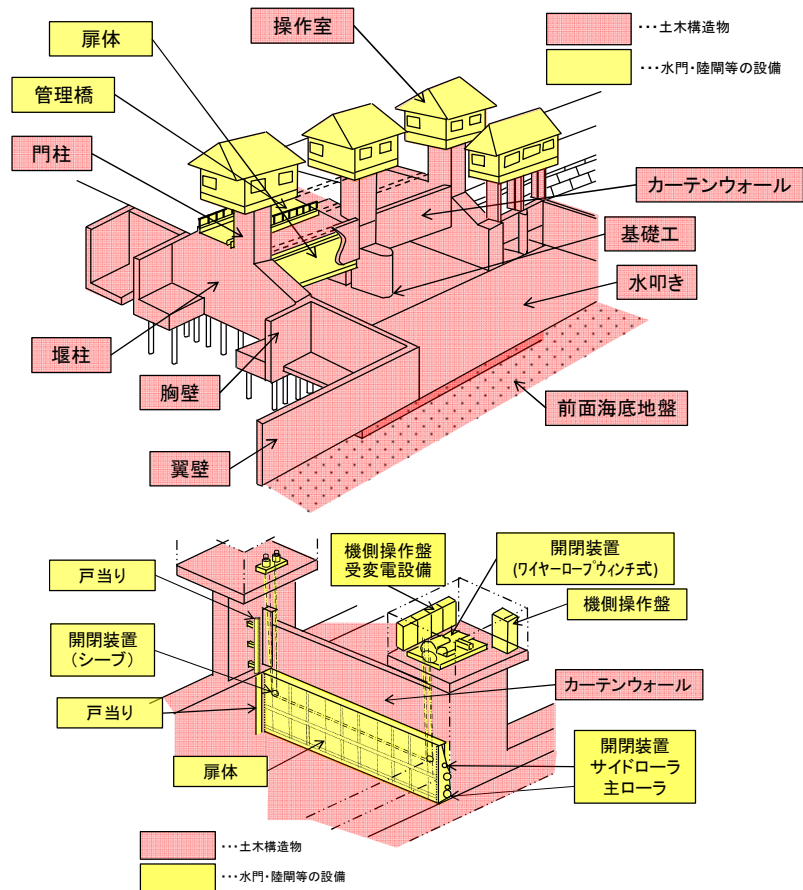 扉体
操作室
・・・土木構造物
・・・水門・陸閘等の設備
管理橋
門柱
カーテンウォール
基礎工
水叩き
堰柱
胸壁
前面海底地盤
翼壁
戸当り
機側操作盤
受変電設備
開閉装置
(ワイヤーロープウィンチ式)
機側操作盤
開閉装置
(シーブ)
カーテンウォール
戸当り
扉体
開閉装置
サイドローラ
主ローラ
・・・土木構造物
・・・水門・陸閘等の設備